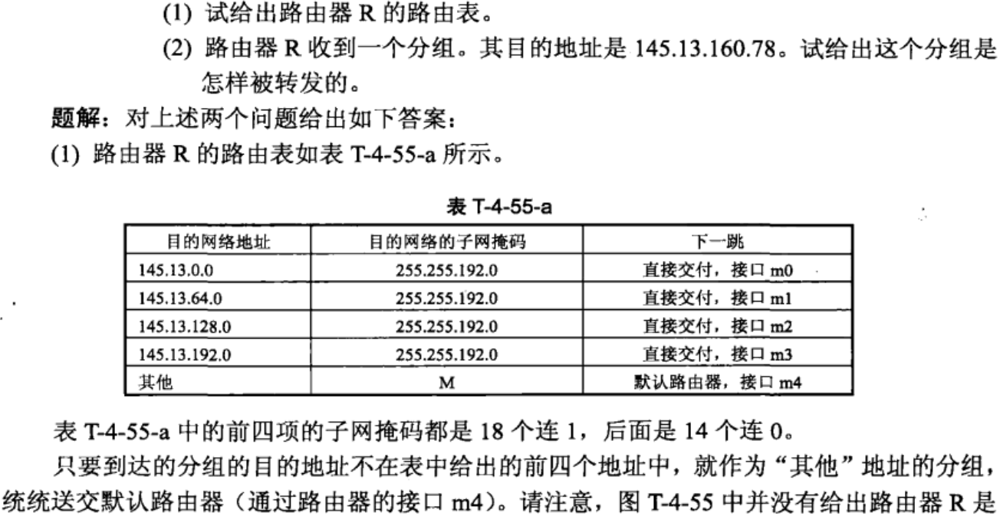 (1) 试给出路由器 R 的路由表。
(2) 路由器 R 收到一个分组。其目的地址是 145.13.160.78。试给出这个分组是
怎样被转发的。
题解：对上述两个问题给出如下答案：
(1) 路由器 R 的路由表如表 T-4-55-a 所示。
表 T-4-55-a
目的网络地址 目的网络的子网掩码 下一跳
145.13.0.0 255.255.192.0 直接交付，接口 m0
145.13.64.0 255.255.192.0 直接交付，接口 m1
145.13.128.0 255.255.192.0 直接交付，接口 m2
145.13.192.0 255.255.192.0 直接交付，接口 m3
其他 M 默认路由器，接口 m4
表 T-4-55-a 中的前四项的子网掩码都是 18 个连 1，后面是 14 个连 0。
只要到达的分组的目的地址不在表中给出的前四个地址中，就作为“其他”地址的分组，
统统送交默认路由器（通过路由器的接口 m4）。请注意，图 T-4-55 中并没有给出路由器 R 是